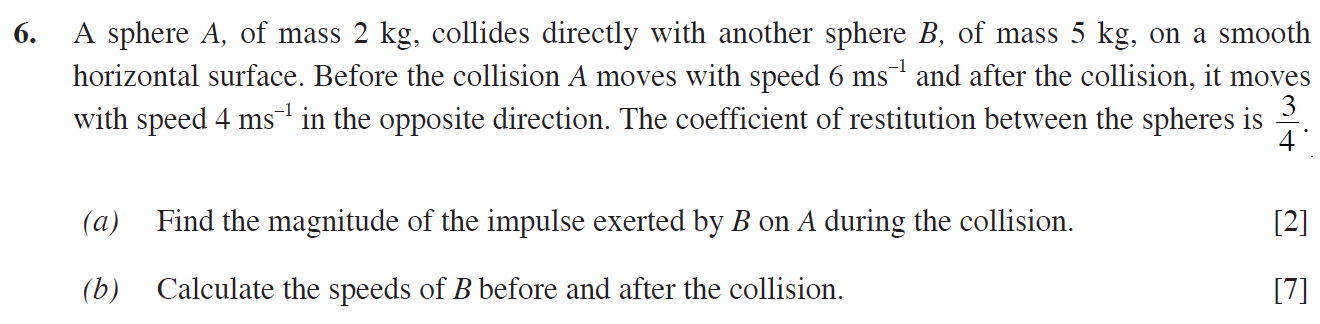 6. A sphere A, of mass 2 kg, collides directly with another sphere B, of mass 5 kg, on a smooth
horizontal surface. Before the collision A moves with speed 6 ms⁻¹ and after the collision, it moves
with speed 4 ms⁻¹ in the opposite direction. The coefficient of restitution between the spheres is 3/4.
(a) Find the magnitude of the impulse exerted by B on A during the collision. [2]
(b) Calculate the speeds of B before and after the collision. [7]